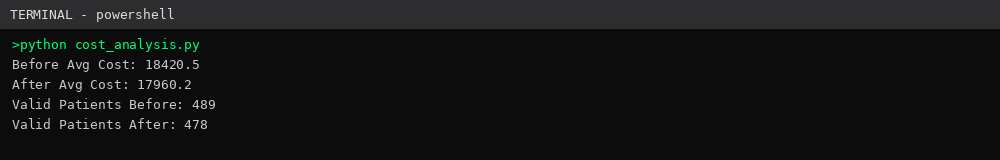 TERMINAL - powershell
>python cost_analysis.py
Before Avg Cost: 18420.5
After Avg Cost: 17960.2
Valid Patients Before: 489
Valid Patients After: 478